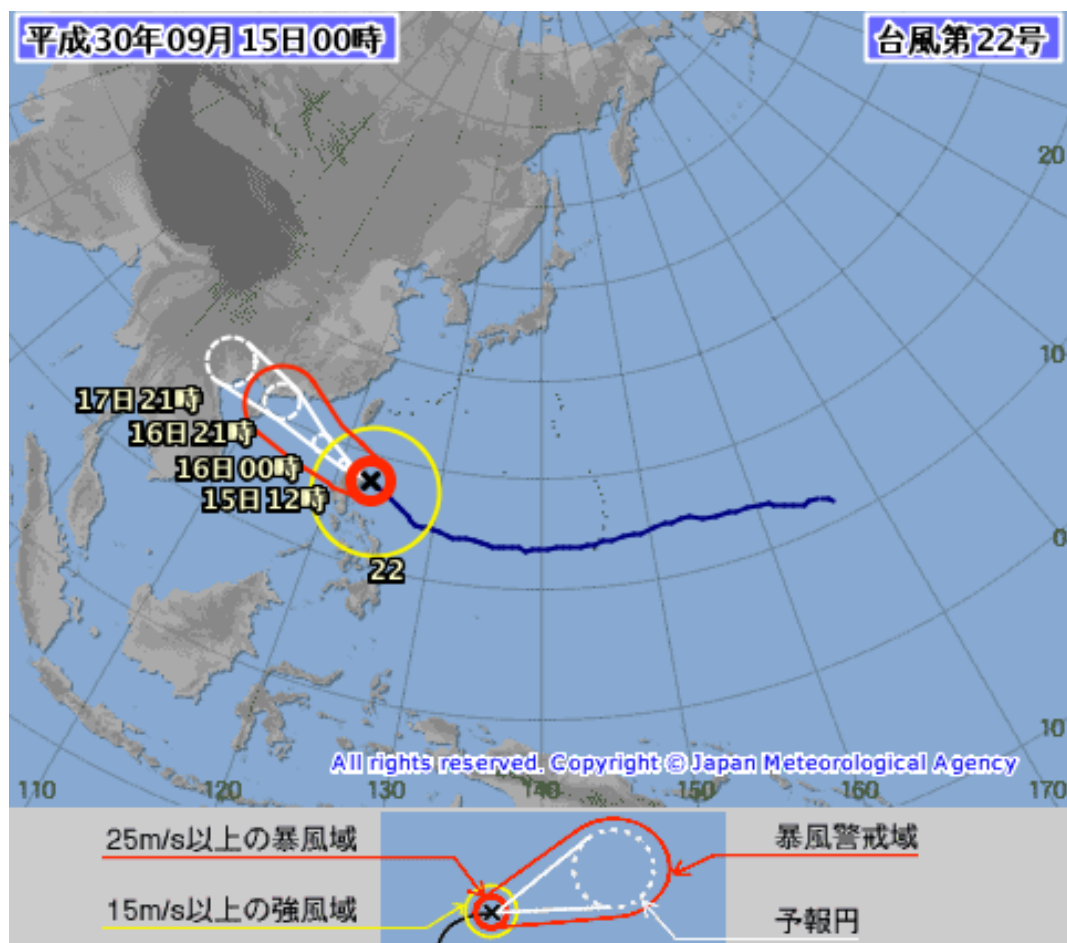 平成30年09月15日00時
台風第22号
20
10
17日21時
16日21時
16日00時
15日12時
0
22
10
All rights reserved. Copyright © Japan Meteorological Agency
110
120
130
140
150
160
170
25m/s以上の暴風域
暴風警戒域
15m/s以上の強風域
予報円